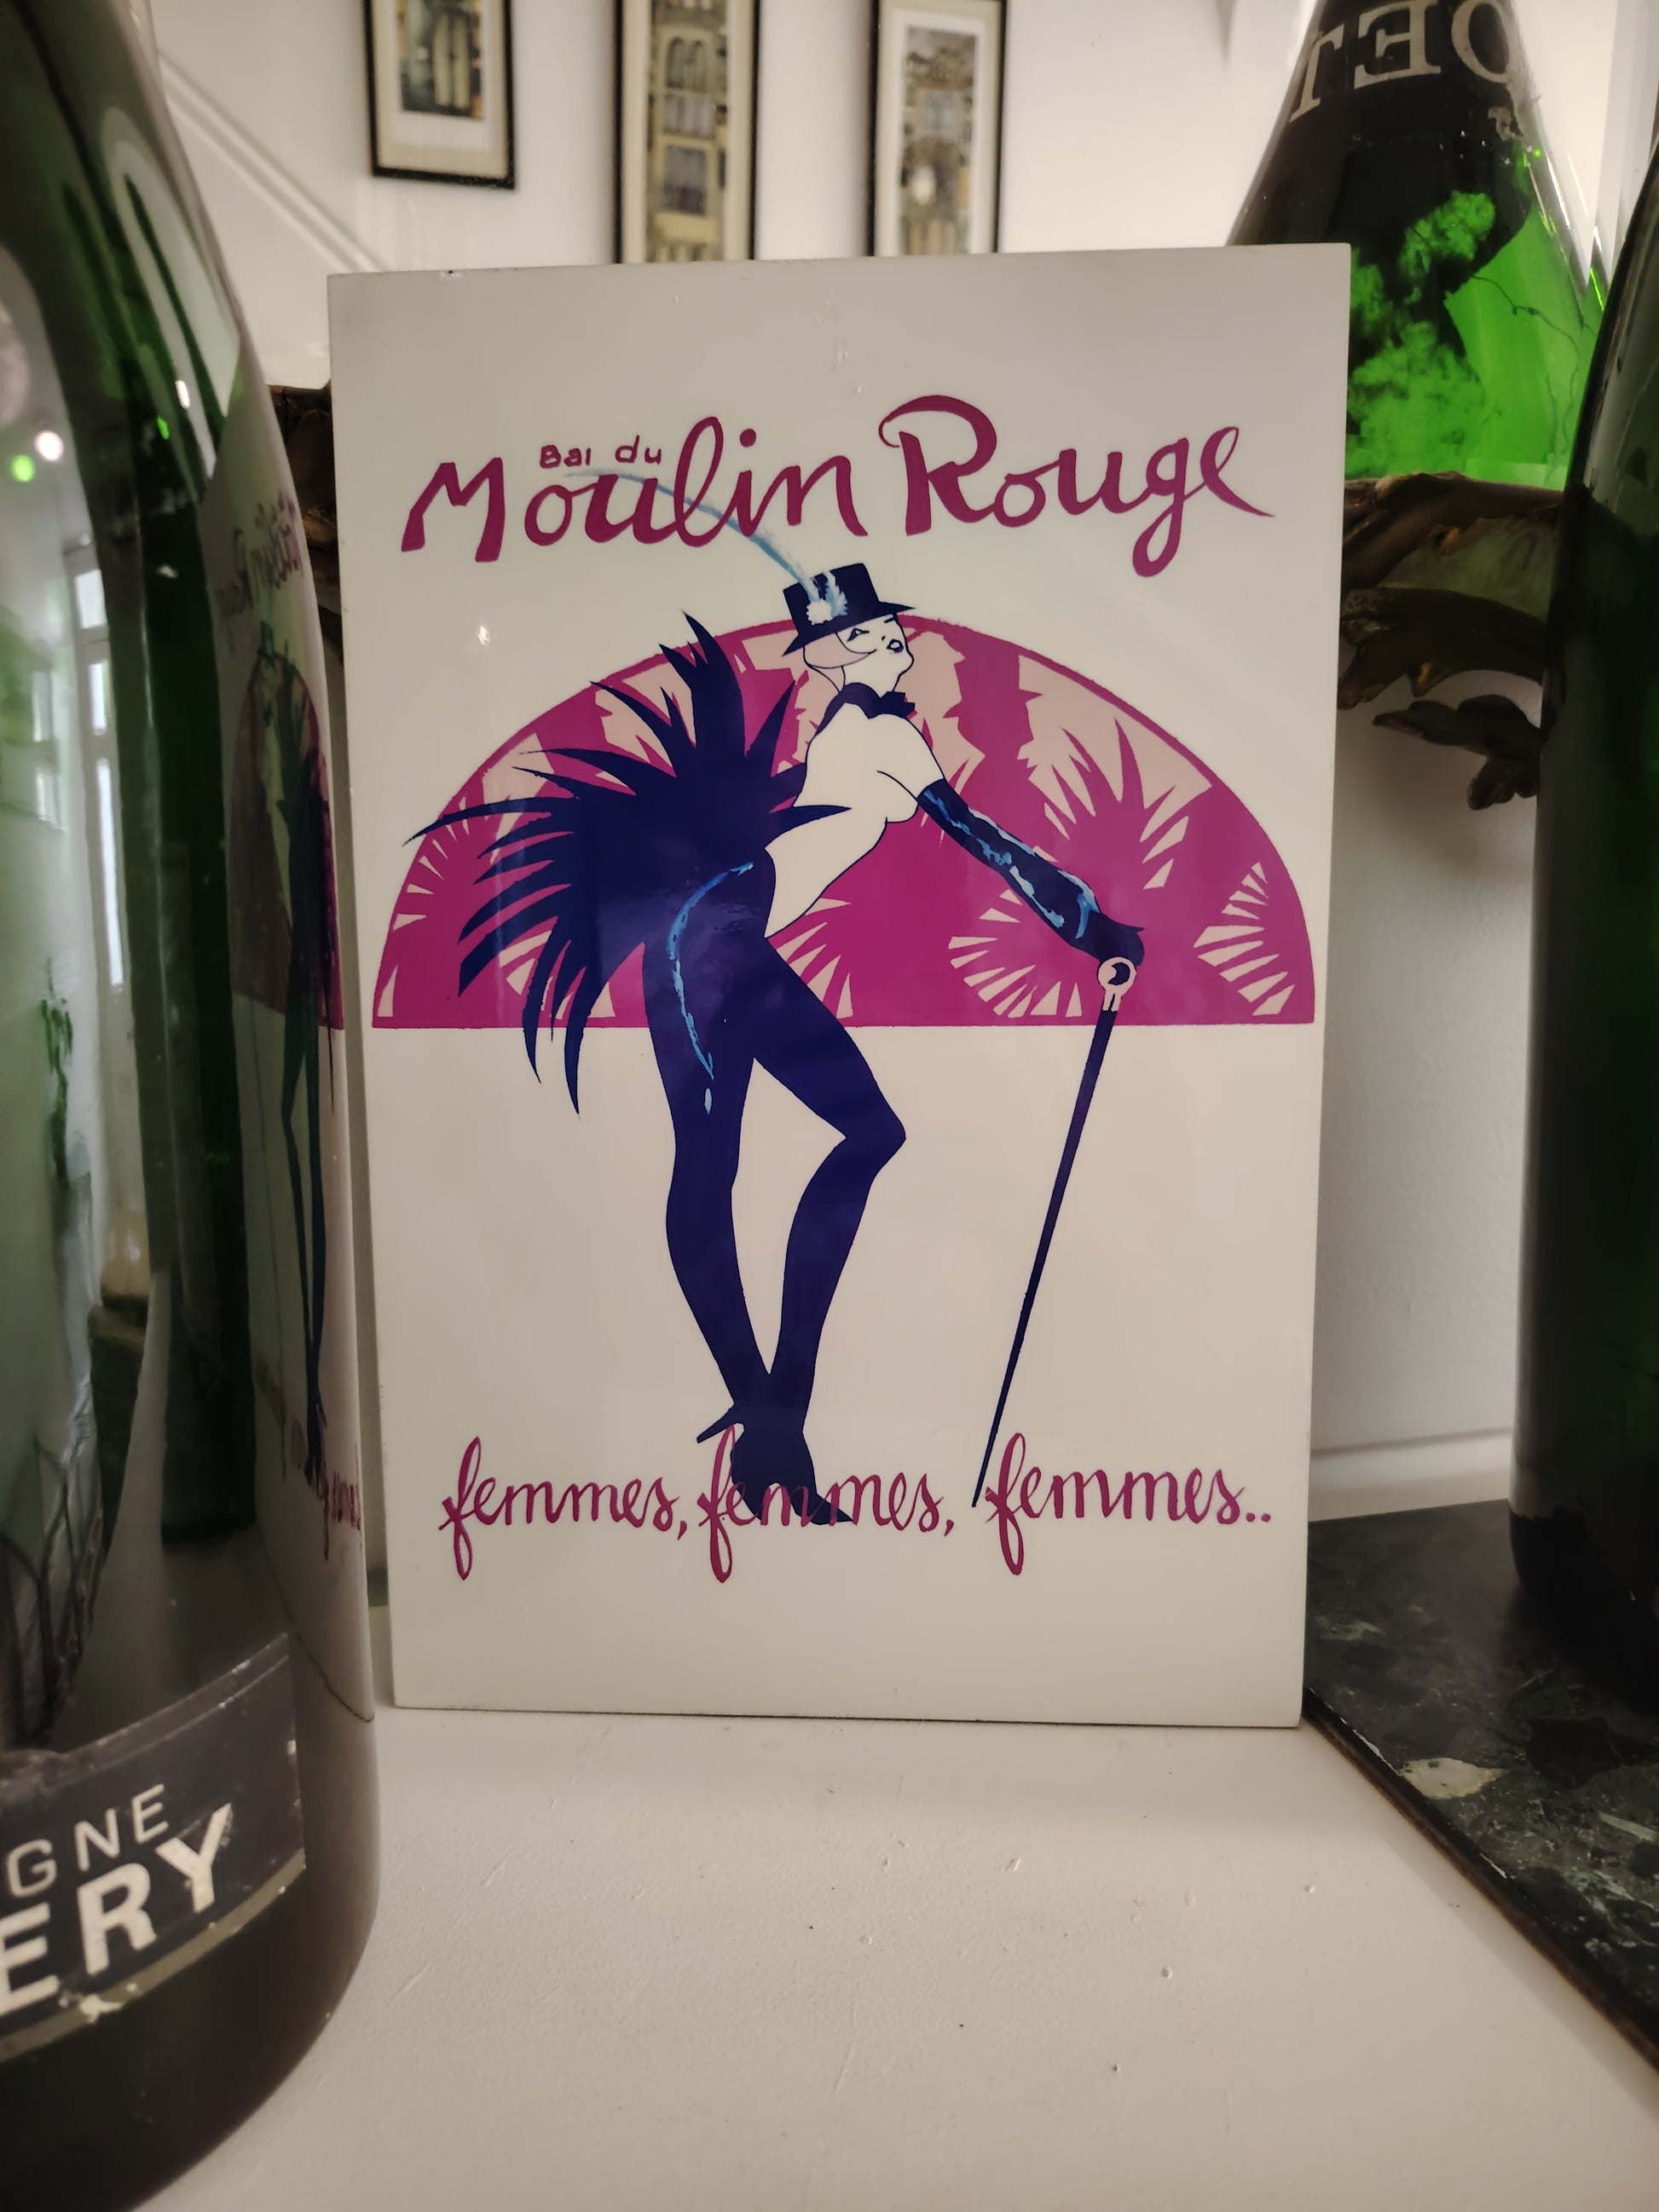 Bal du
Moulin Rouge
femmes, femmes, femmes..
GNE
ERY